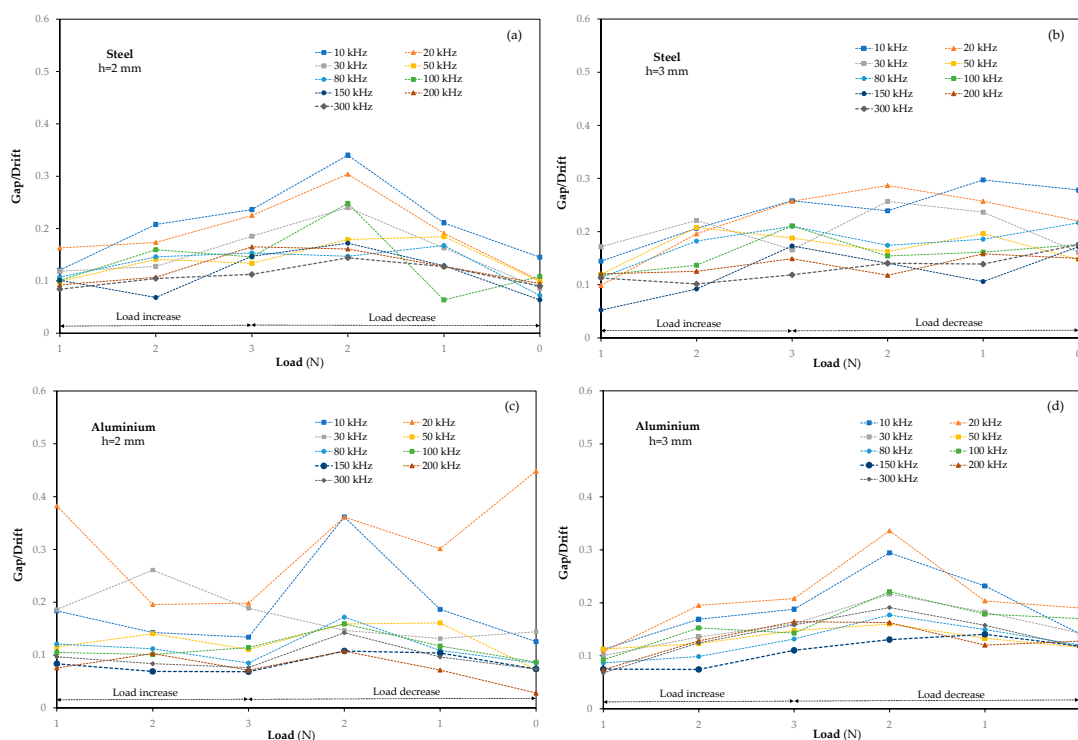 0.6
(a)
Steel
h=2 mm
10 kHz
20 kHz
30 kHz
50 kHz
80 kHz
100 kHz
150 kHz
200 kHz
300 kHz
0.5
0.4
0.3
0.2
0.1
0
Gap/Drift
Load increase
Load decrease
1
2
3
2
1
0
Load (N)
0.6
(b)
Steel
h=3 mm
10 kHz
20 kHz
30 kHz
50 kHz
80 kHz
100 kHz
150 kHz
200 kHz
300 kHz
0.5
0.4
0.3
0.2
0.1
0
Gap/Drift
Load increase
Load decrease
1
2
3
2
1
0
Load (N)
0.6
(c)
Aluminium
h=2 mm
10 kHz
20 kHz
30 kHz
50 kHz
80 kHz
100 kHz
150 kHz
200 kHz
300 kHz
0.5
0.4
0.3
0.2
0.1
0
Gap/Drift
Load increase
Load decrease
1
2
3
2
1
0
Load (N)
0.6
(d)
Aluminium
h=3 mm
10 kHz
20 kHz
30 kHz
50 kHz
80 kHz
100 kHz
150 kHz
200 kHz
300 kHz
0.5
0.4
0.3
0.2
0.1
0
Gap/Drift
Load increase
Load decrease
1
2
3
2
1
0
Load (N)